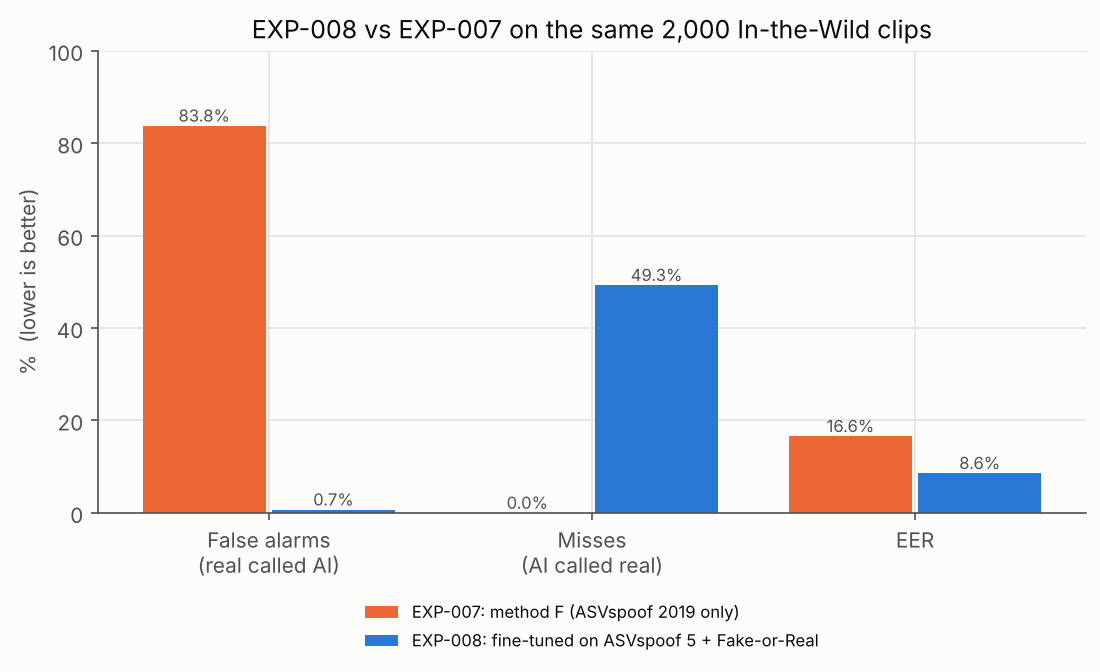 EXP-008 vs EXP-007 on the same 2,000 In-the-Wild clips
% (lower is better)
100
80
60
40
20
0
83.8%
0.7%
0.0%
49.3%
16.6%
8.6%
False alarms
(real called AI)
Misses
(AI called real)
EER
EXP-007: method F (ASVspoof 2019 only)
EXP-008: fine-tuned on ASVspoof 5 + Fake-or-Real